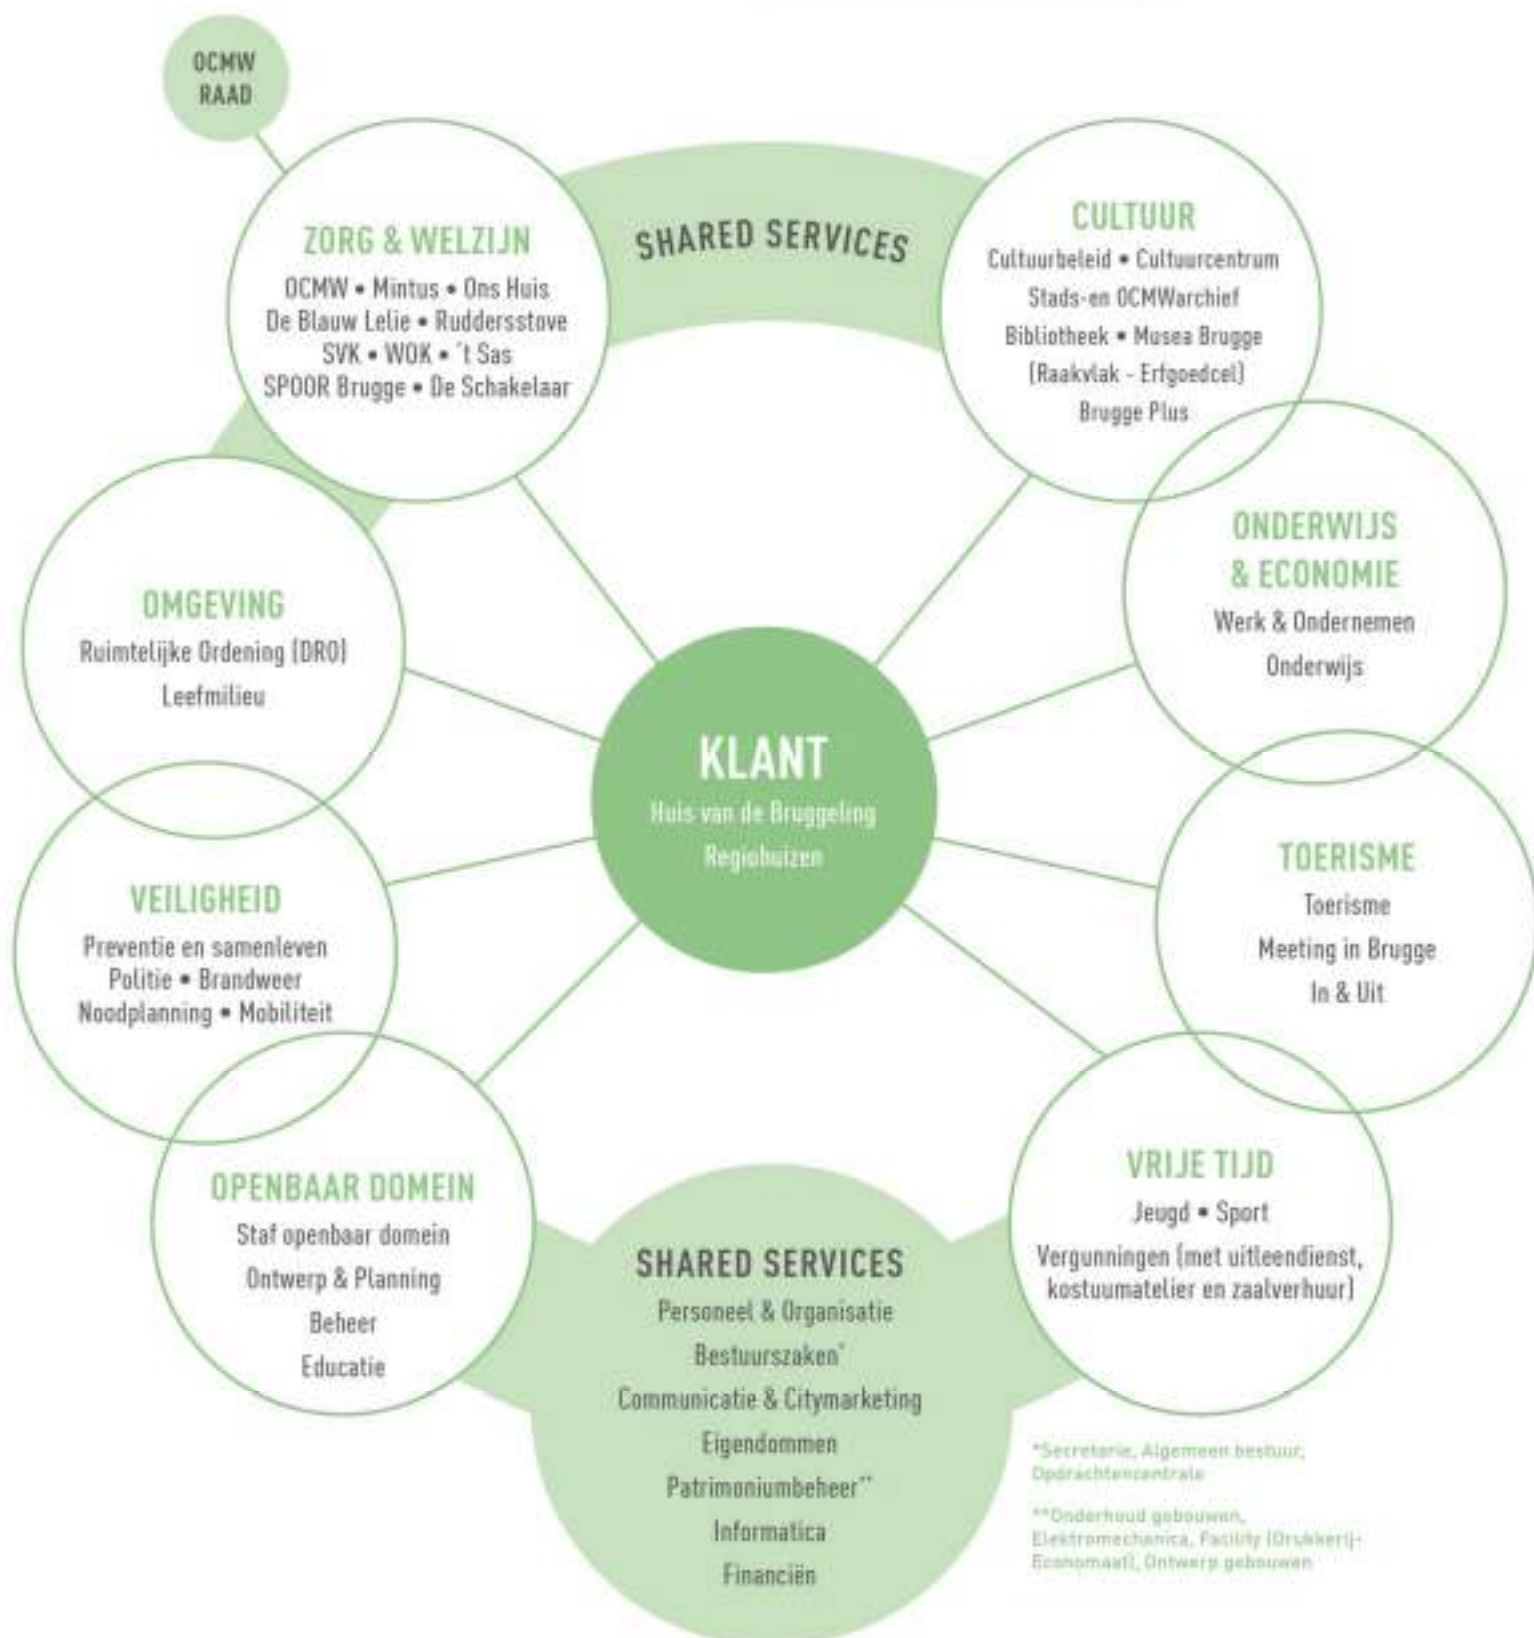 OCMW
RAAD
ZORG & WELZIJN
OCMW • Mintus • Ons Huis
De Blauw Lelie • Ruddersstove
SVK • WOK • ´t Sas
SPOOR Brugge • De Schakelaar
SHARED SERVICES
CULTUUR
Cultuurbeleid • Cultuurcentrum
Stads-en OCMWarchief
Bibliotheek • Musea Brugge
(Raakvlak - Erfgoedcel)
Brugge Plus
ONDERWIJS
& ECONOMIE
Werk & Ondernemen
Onderwijs
OMGEVING
Ruimtelijke Ordening (DRO)
Leefmilieu
KLANT
Huis van de Bruggeling
Regiohuizen
TOERISME
Toerisme
Meeting in Brugge
In & Uit
VEILIGHEID
Preventie en samenleven
Politie • Brandweer
Noodplanning • Mobiliteit
OPENBAAR DOMEIN
Staf openbaar domein
Ontwerp & Planning
Beheer
Educatie
VRIJE TIJD
Jeugd • Sport
Vergunningen (met uitleendienst,
kostuumatelier en zaalverhuur)
SHARED SERVICES
Personeel & Organisatie
Bestuurszaken*
Communicatie & Citymarketing
Eigendommen
Patrimoniumbeheer**
Informatica
Financiën
*Secretarie, Algemeen bestuur,
Opdrachtencentrale
**Onderhoud gebouwen,
Elektromechanica, Facility (Drukkerij-
Economaat), Ontwerp gebouwen